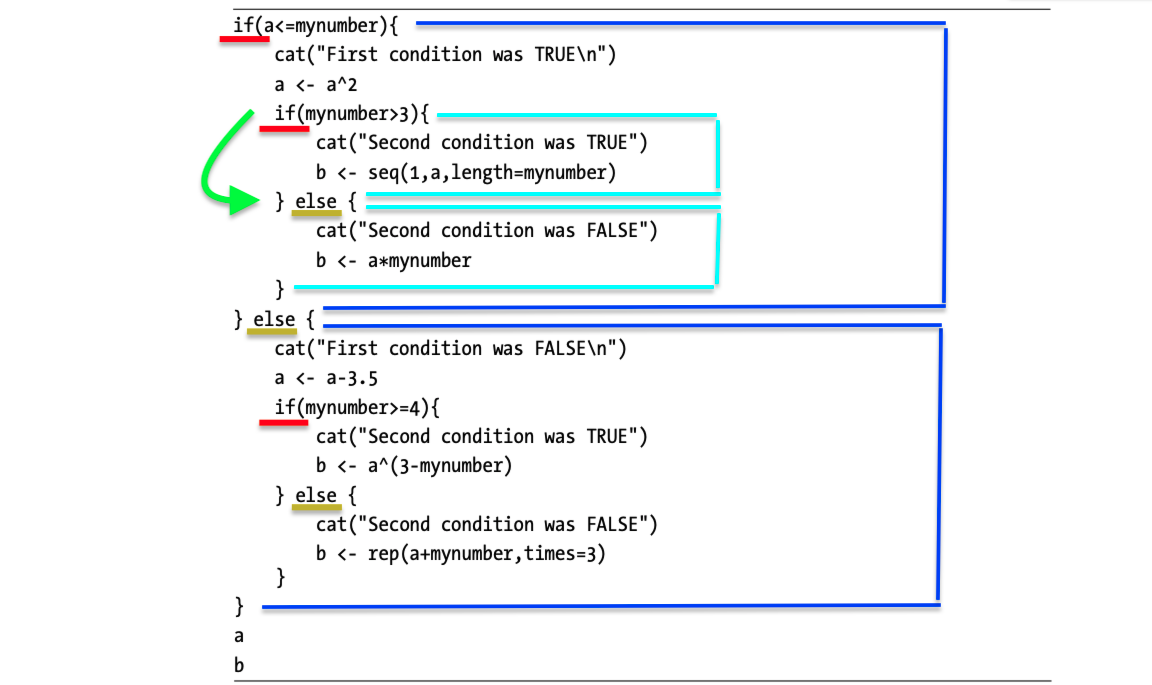 if(a<=mynumber){
cat("First condition was TRUE\n")
a <- a^2
if(mynumber>3){
cat("Second condition was TRUE")
b <- seq(1,a,length=mynumber)
} else {
cat("Second condition was FALSE")
b <- a*mynumber
}
} else {
cat("First condition was FALSE\n")
a <- a-3.5
if(mynumber>=4){
cat("Second condition was TRUE")
b <- a^(3-mynumber)
} else {
cat("Second condition was FALSE")
b <- rep(a+mynumber,times=3)
}
}
a
b